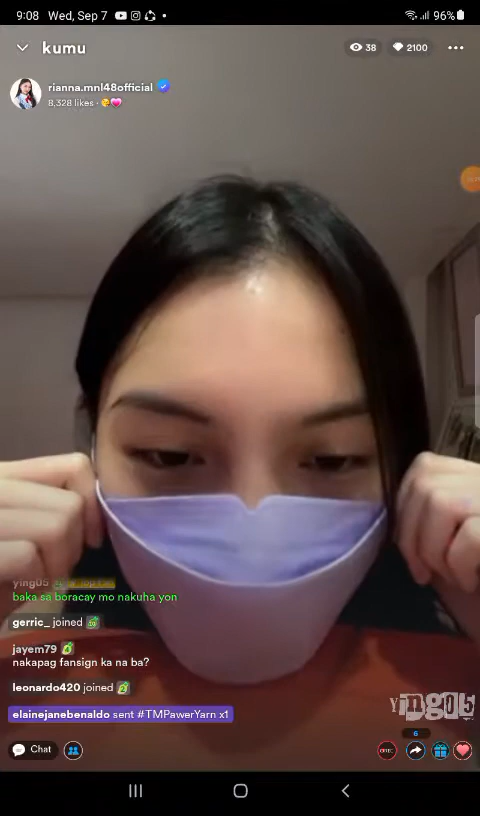 9:08 Wed, Sep 7
96%
kumu
38
2100
rianna.mnl48official
8,328 likes
ying05
baka sa boracay mo nakuha yon
gerric_ joined
jayem79
nakapag fansign ka na ba?
leonardo420 joined
elainejanebenaldo sent #TMPawerYarn x1
Ying05
6
Chat